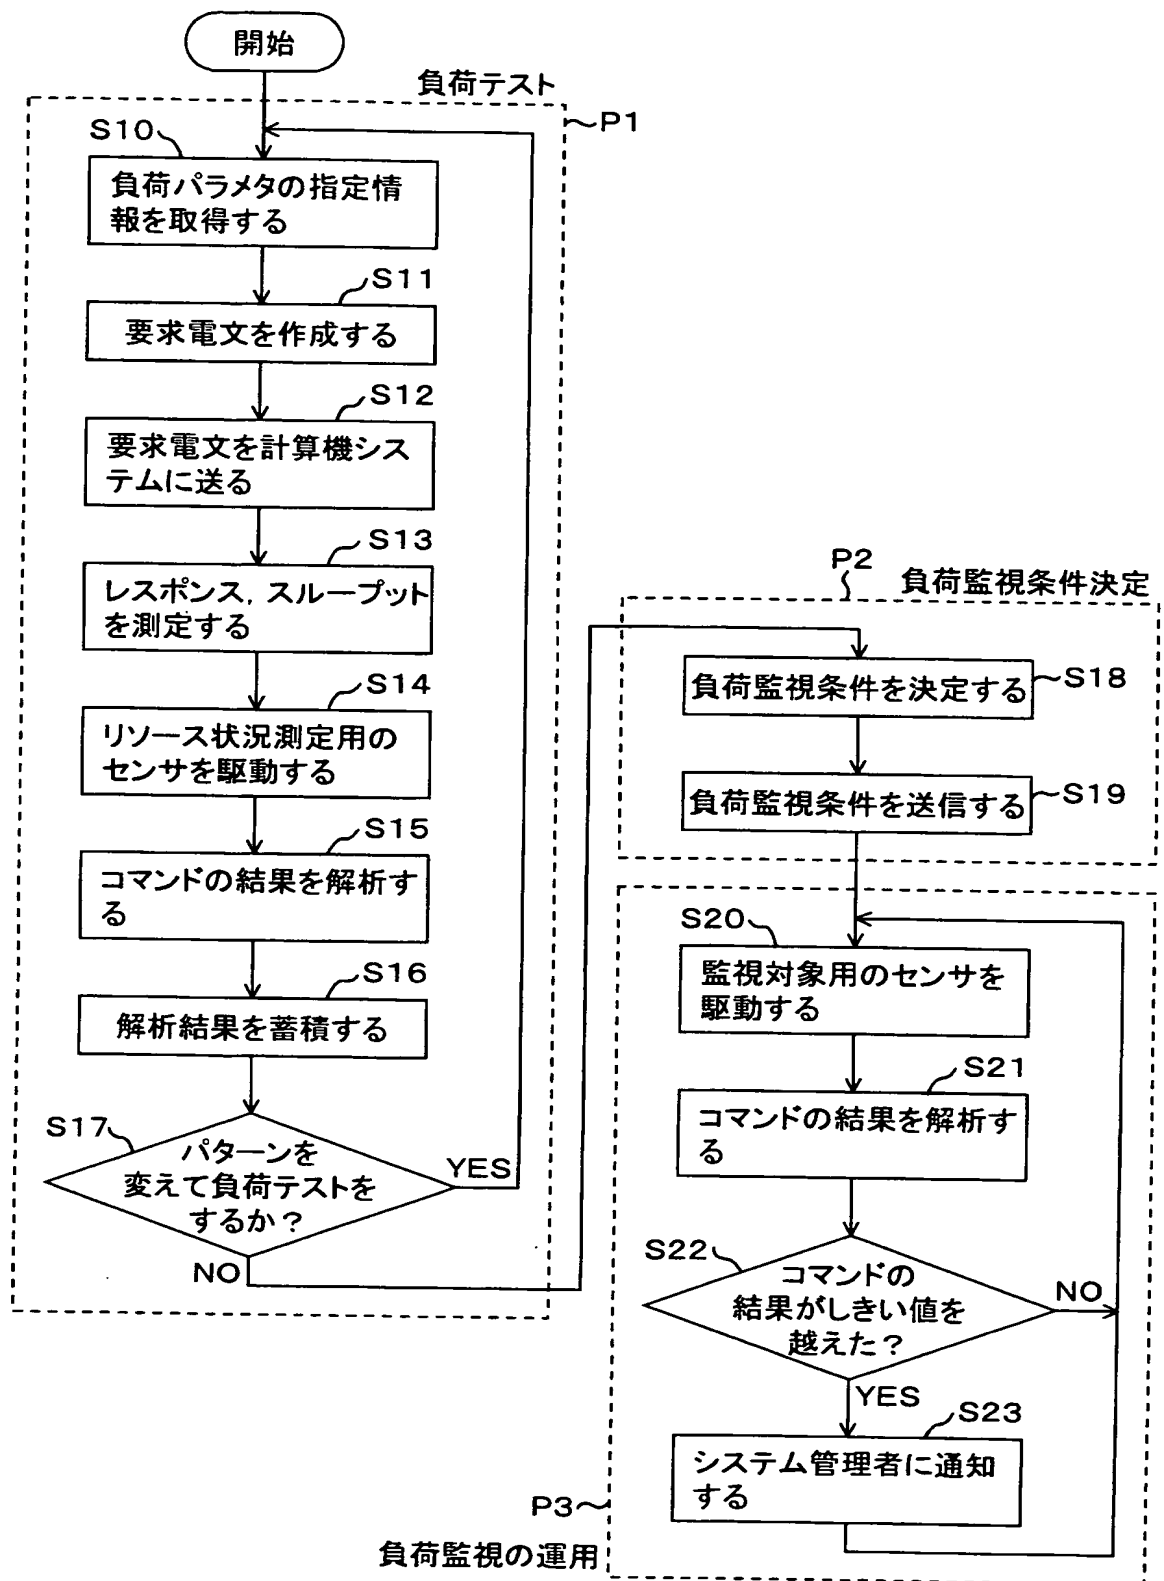 開始
負荷テスト
P1
S10
負荷パラメタの指定情
報を取得する
S11
要求電文を作成する
S12
要求電文を計算機シス
テムに送る
S13
レスポンス, スループット
を測定する
S14
リソース状況測定用の
センサを駆動する
S15
コマンドの結果を解析す
る
S16
解析結果を蓄積する
S17
パターンを
変えて負荷テストを
するか？
YES
NO
P2
負荷監視条件決定
負荷監視条件を決定する
S18
負荷監視条件を送信する
S19
S20
監視対象用のセンサを
駆動する
S21
コマンドの結果を解析す
る
S22
コマンドの
結果がしきい値を
越えた？
NO
YES
S23
システム管理者に通知
する
P3
負荷監視の運用